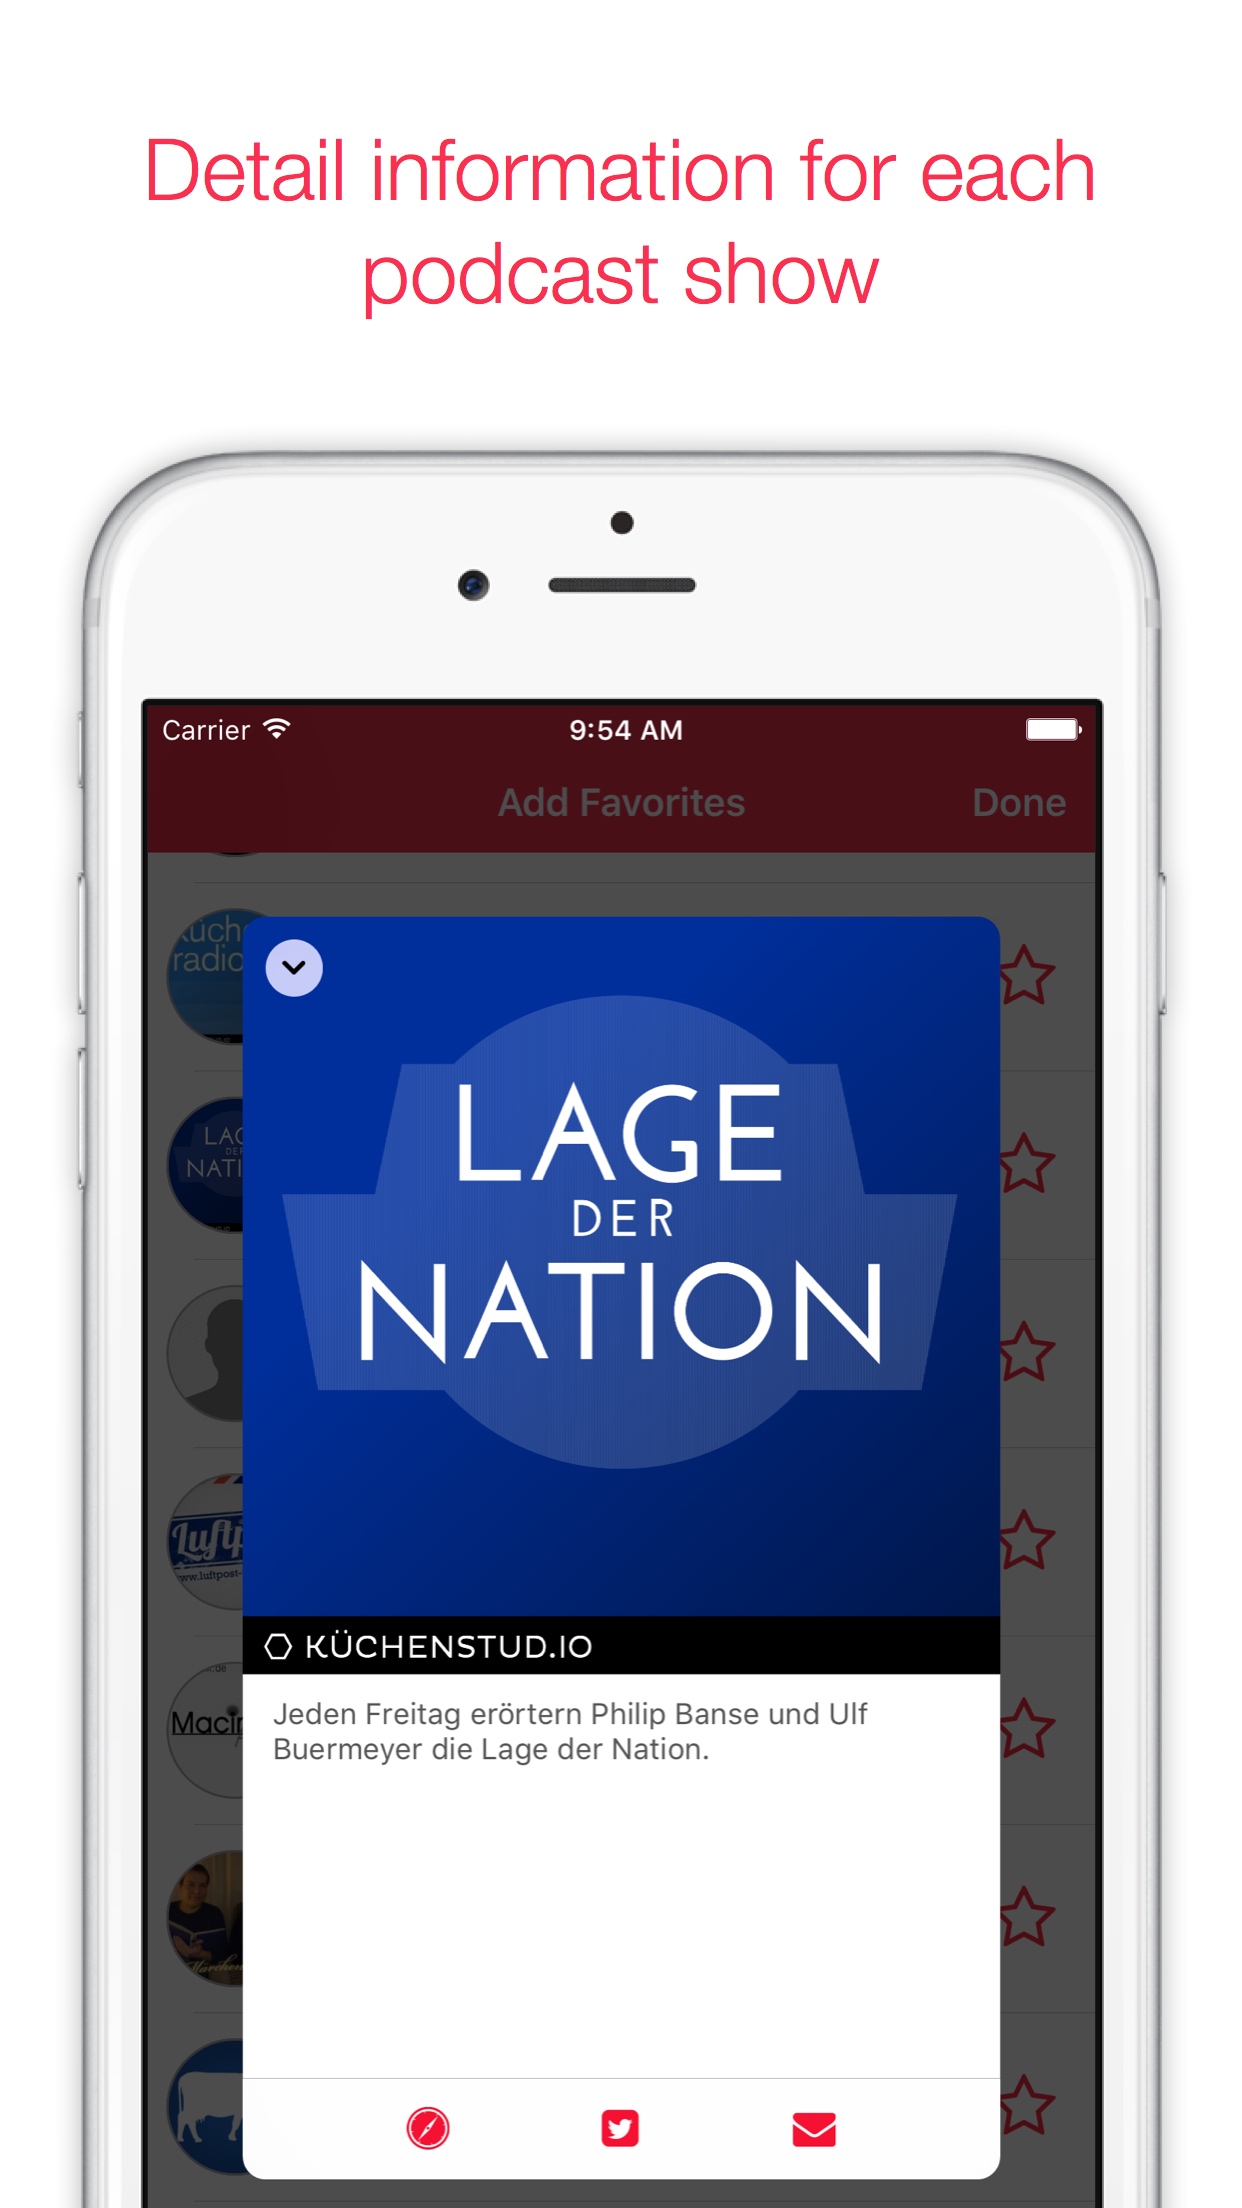 Detail information for each
podcast show
Carrier
9:54 AM
Add Favorites
Done
radio
LAGE
DER
NATION
KÜCHENSTUD.IO
Jeden Freitag erörtern Philip Banse und Ulf
Buermeyer die Lage der Nation.